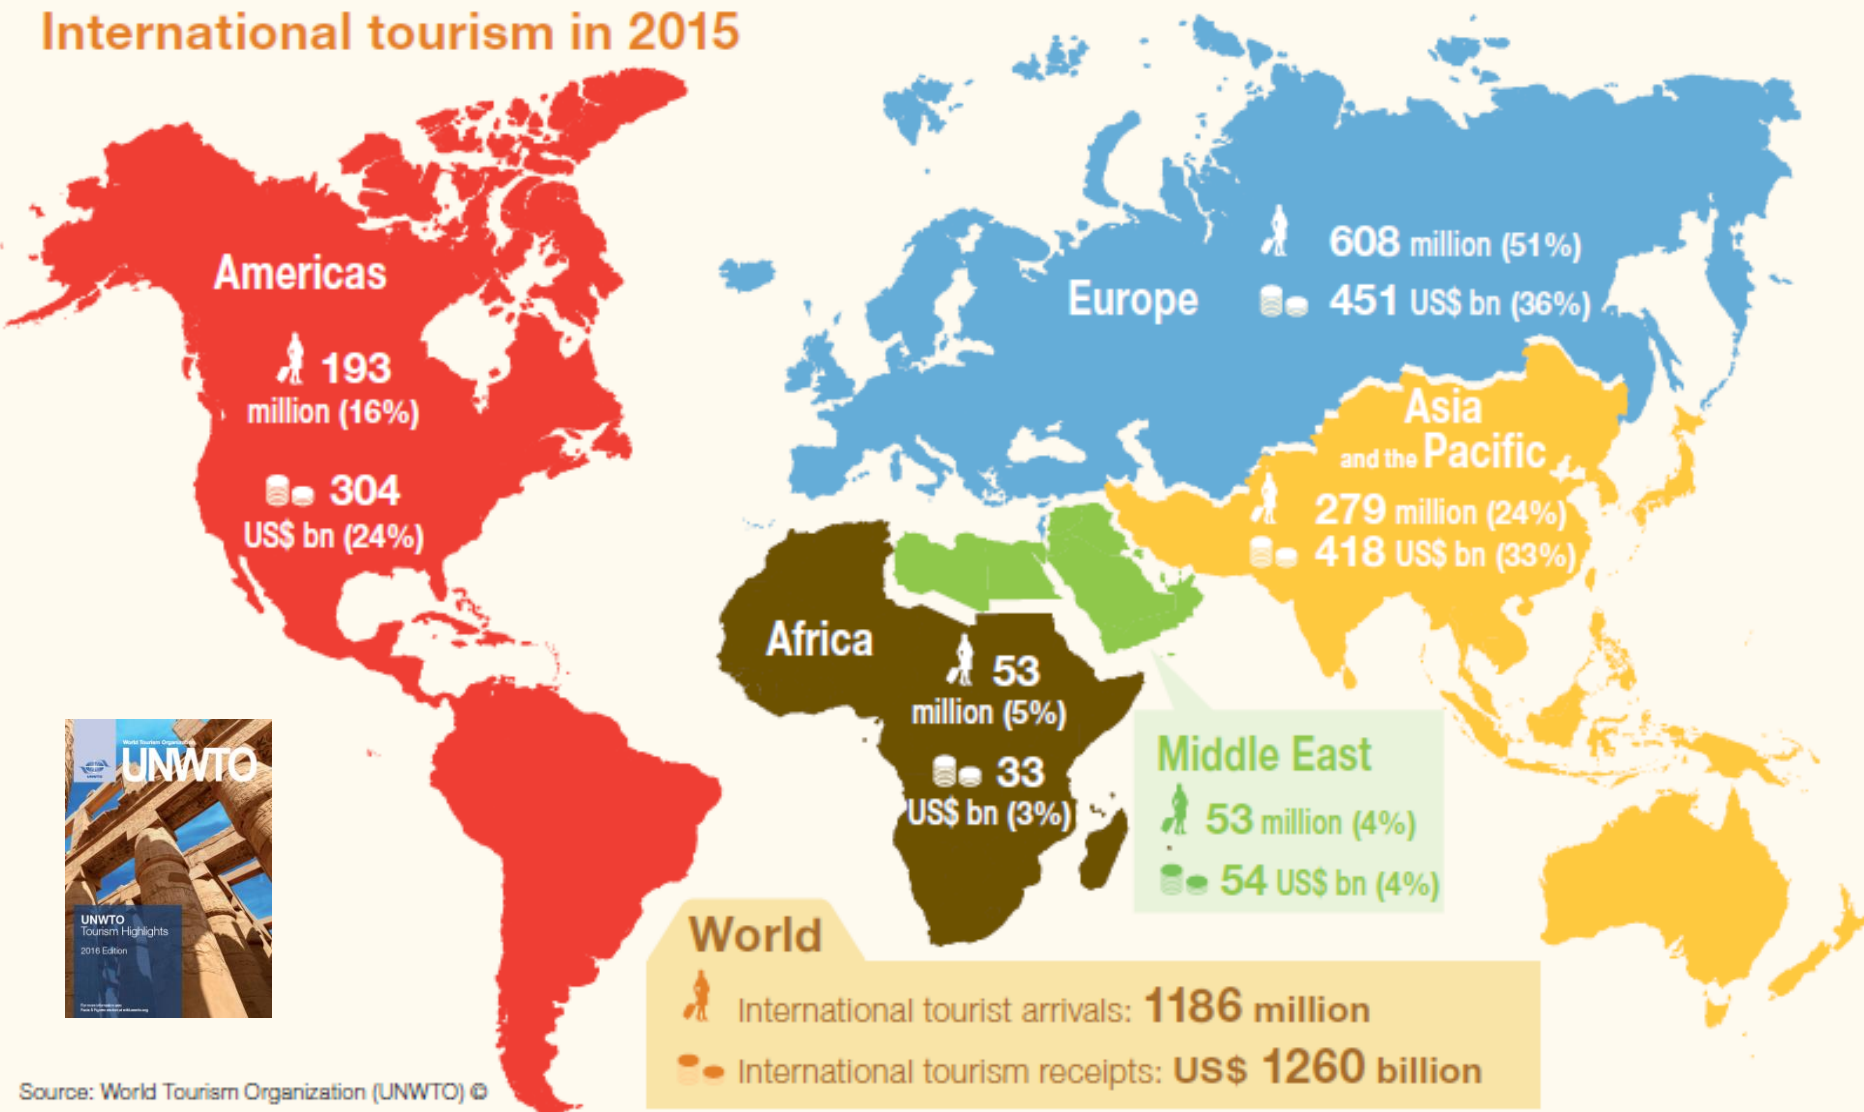 International tourism in 2015
Americas
193
million (16%)
304
US$ bn (24%)
Europe
608 million (51%)
451 US$ bn (36%)
Asia
and the Pacific
279 million (24%)
418 US$ bn (33%)
Africa
53
million (5%)
33
US$ bn (3%)
Middle East
53 million (4%)
54 US$ bn (4%)
World Tourism Organization
UNWTO
UNWTO
Tourism Highlights
2016 Edition
World
International tourist arrivals: 1186 million
International tourism receipts: US$ 1260 billion
Source: World Tourism Organization (UNWTO) ©